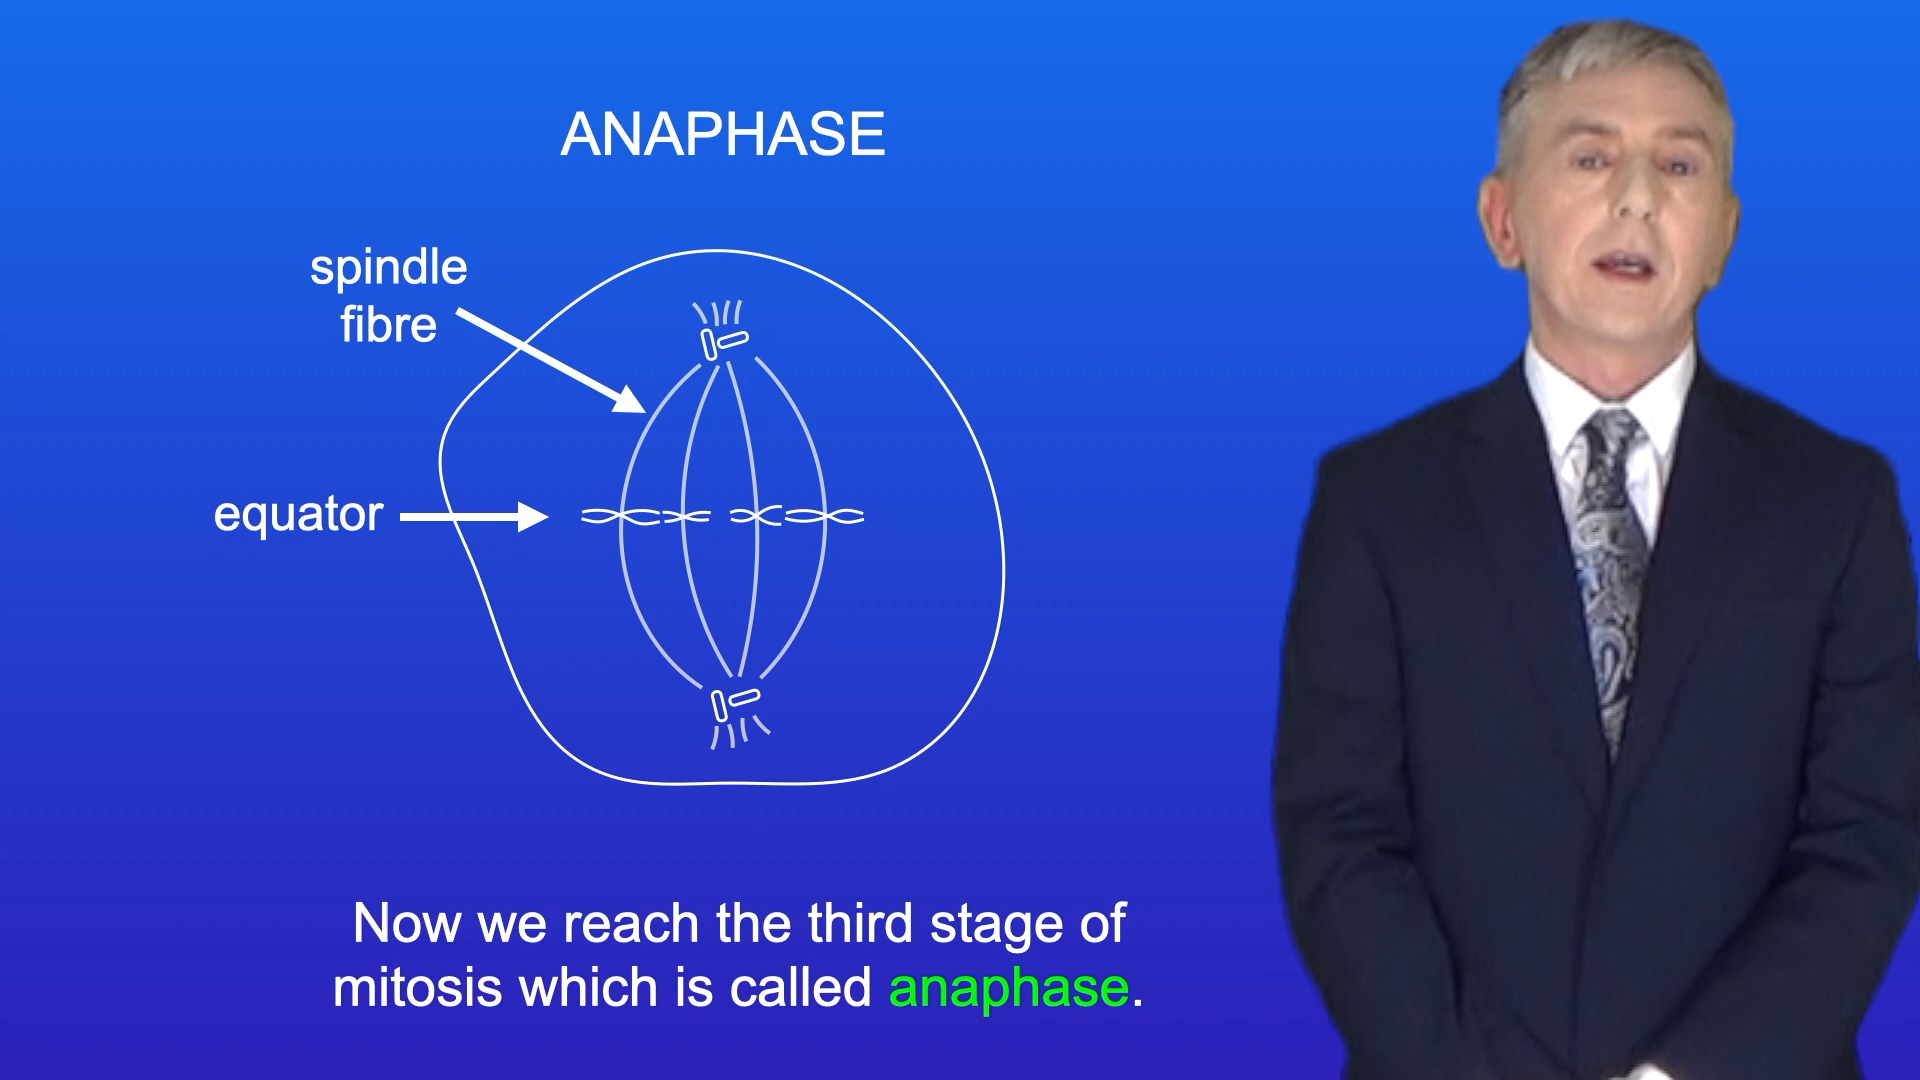 ANAPHASE
spindle
fibre
equator
Now we reach the third stage of
mitosis which is called anaphase.